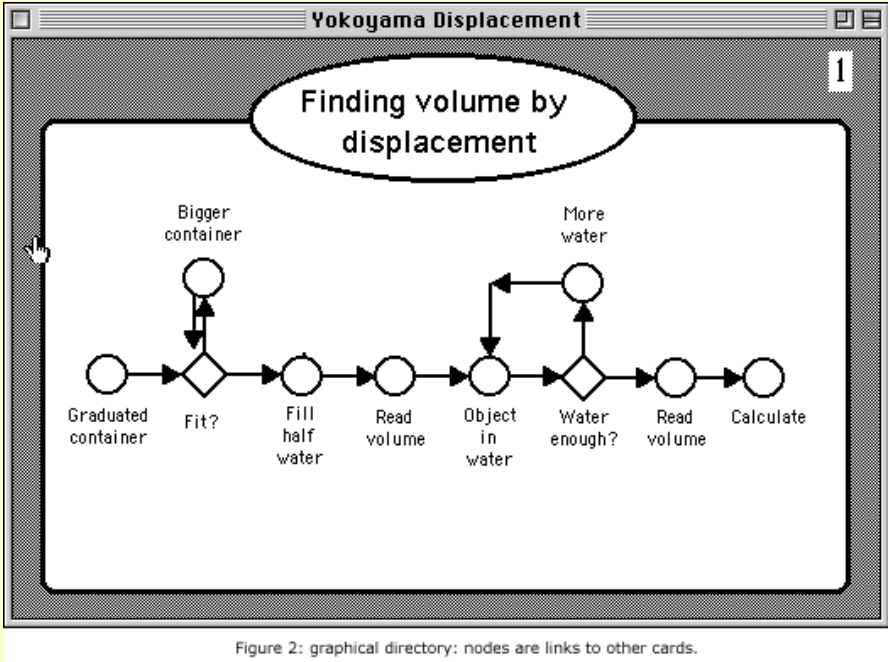 Yokoyama Displacement
1
Finding volume by
displacement
Bigger
container
More
water
Graduated
container
Fit?
Fill
half
water
Read
volume
Object
in
water
Water
enough?
Read
volume
Calculate
Figure 2: graphical directory: nodes are links to other cards.